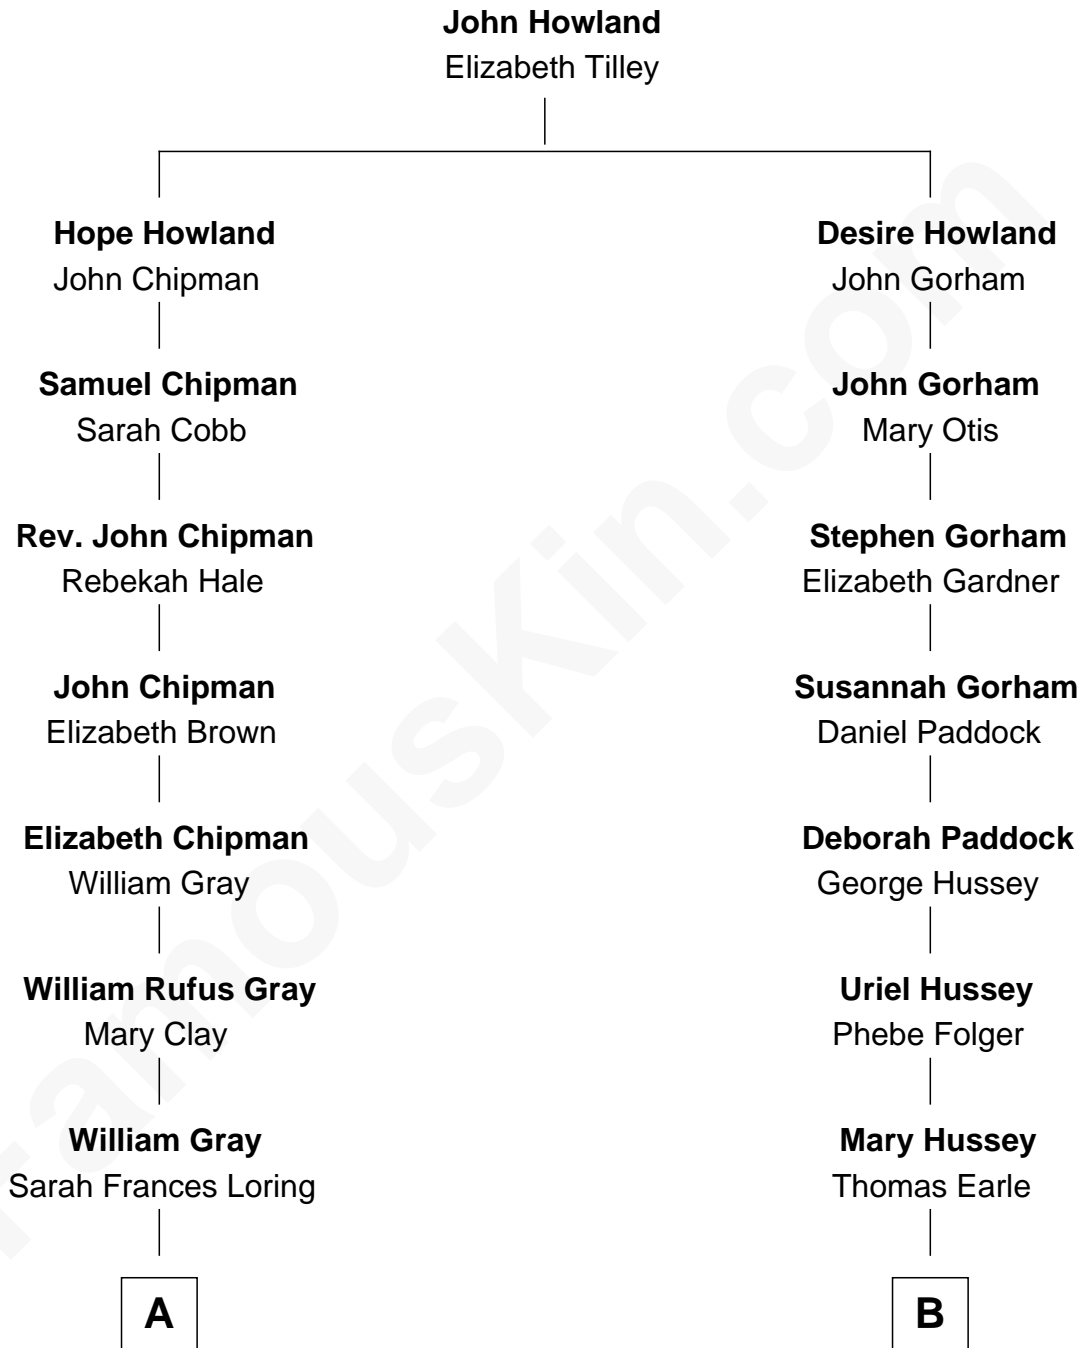 John Howland
Elizabeth Tilley
Hope Howland
John Chipman
Desire Howland
John Gorham
Samuel Chipman
Sarah Cobb
John Gorham
Mary Otis
Rev. John Chipman
Rebekah Hale
Stephen Gorham
Elizabeth Gardner
John Chipman
Elizabeth Brown
Susannah Gorham
Daniel Paddock
Elizabeth Chipman
William Gray
Deborah Paddock
George Hussey
William Rufus Gray
Mary Clay
Uriel Hussey
Phebe Folger
William Gray
Sarah Frances Loring
Mary Hussey
Thomas Earle
A
B
famouskin.com